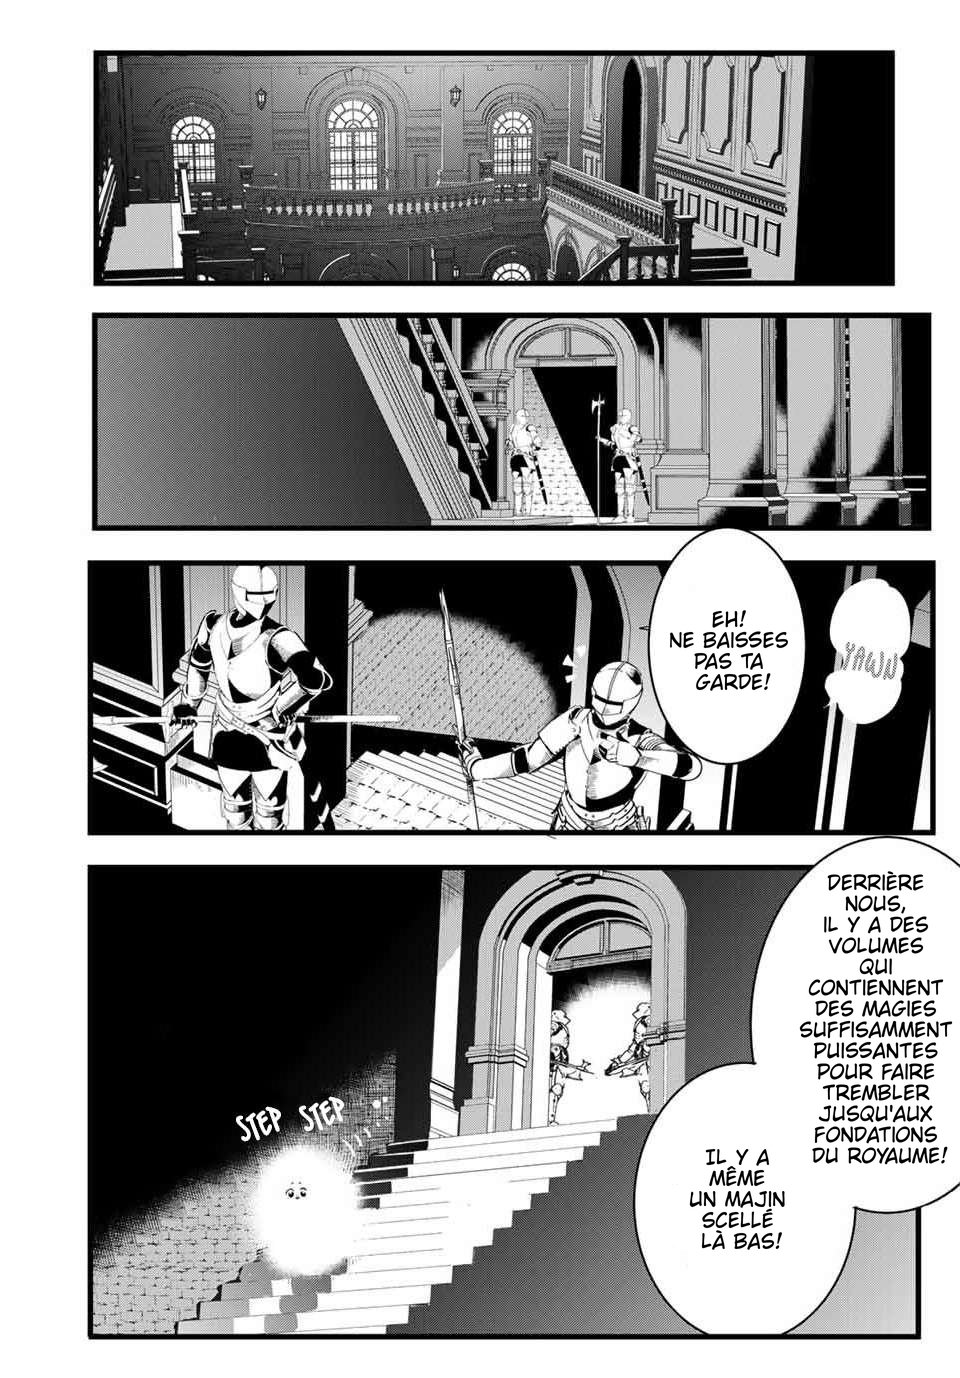 YAWN
EH!
NE BAISSES
PAS TA
GARDE!
DERRIÈRE
NOUS,
IL Y A DES
VOLUMES
QUI
CONTIENNENT
DES MAGIES
SUFFISAMMENT
PUISSANTES
POUR FAIRE
TREMBLER
JUSQU'AUX
FONDATIONS
DU ROYAUME!
IL Y A
MÊME
UN MAJIN
SCELLÉ
LÀ BAS!
STEP STEP